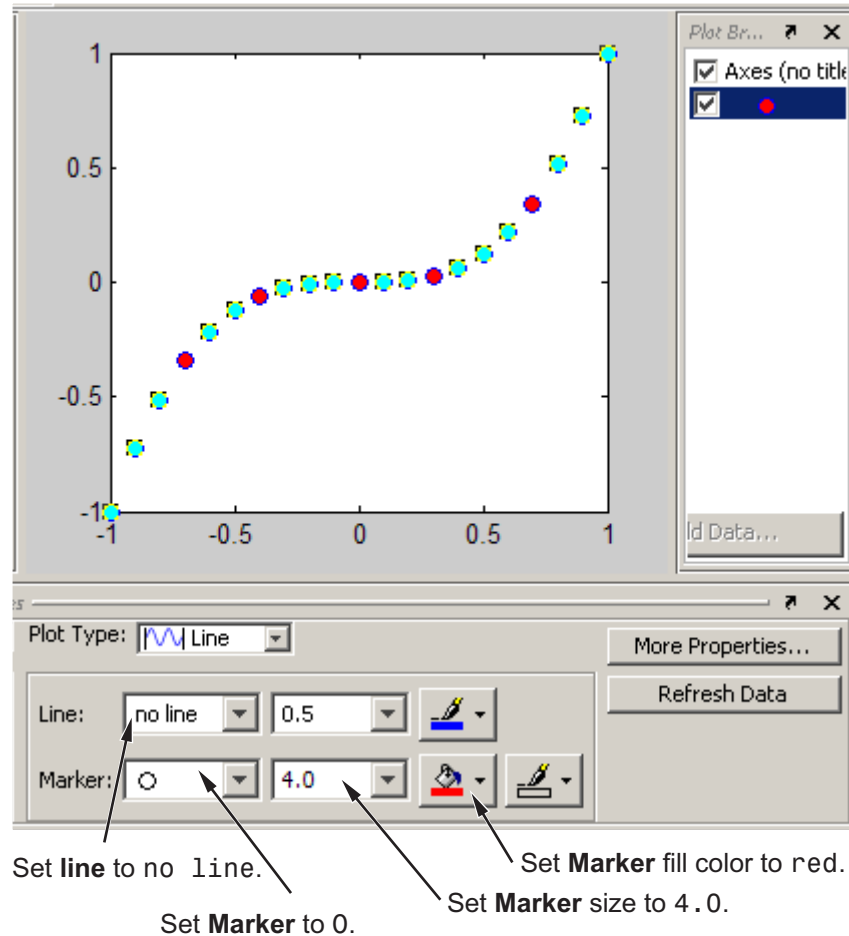 Plot Br...
1
Axes (no title
0.5
0
-0.5
-1
-1 -0.5 0 0.5 1
ld Data...
es
Plot Type: Line
More Properties...
Refresh Data
Line: no line 0.5
Marker: O 4.0
Set line to no line.
Set Marker fill color to red.
Set Marker size to 4.0.
Set Marker to O.